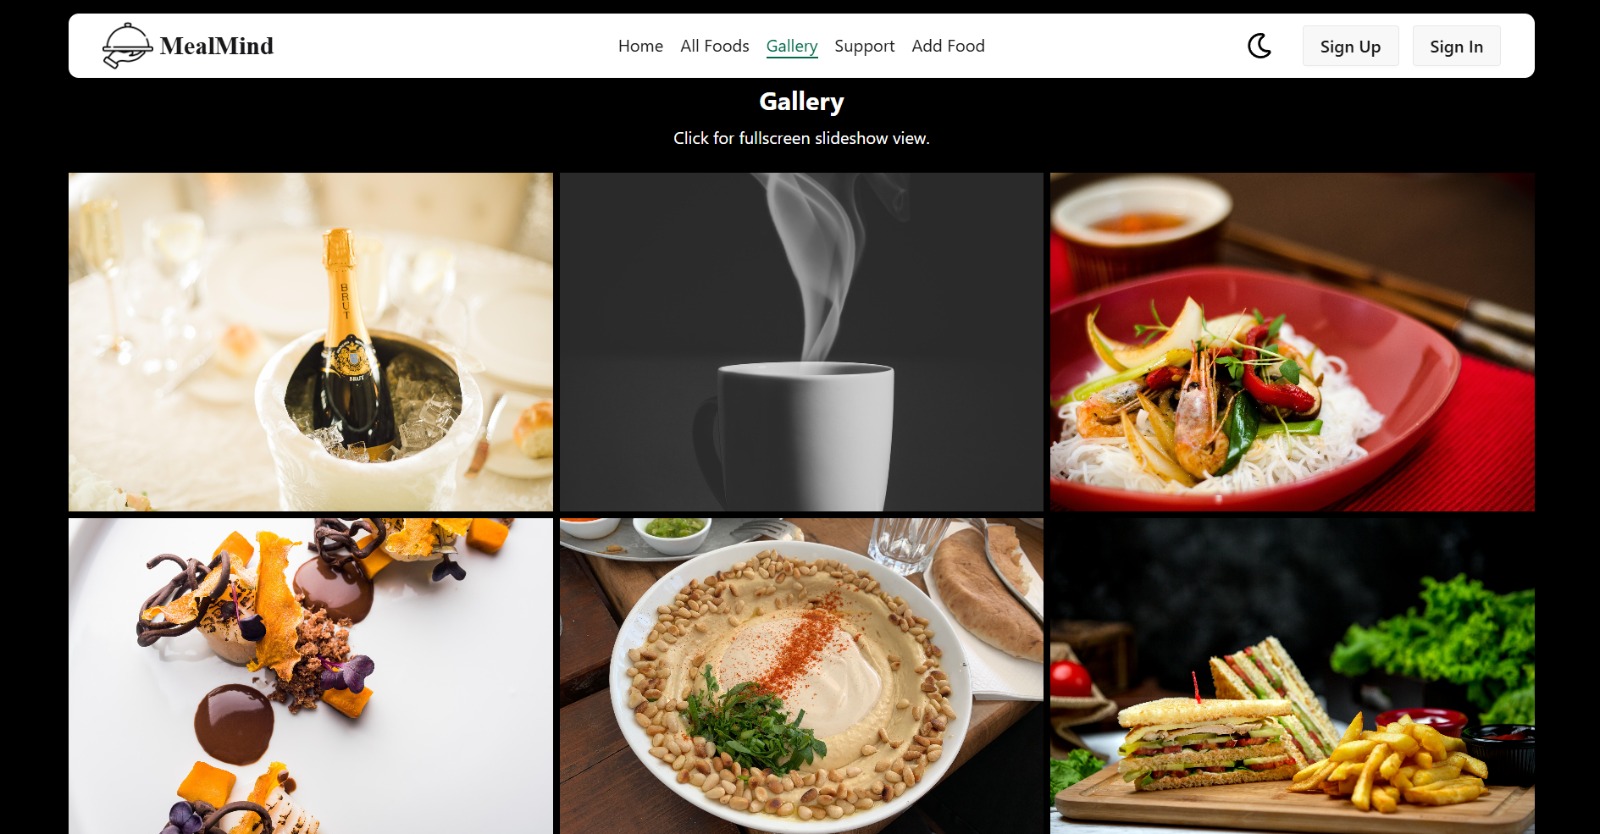 MealMind
Home All Foods Gallery Support Add Food
Sign Up Sign In
Gallery
Click for fullscreen slideshow view.
BRUT
BRUT